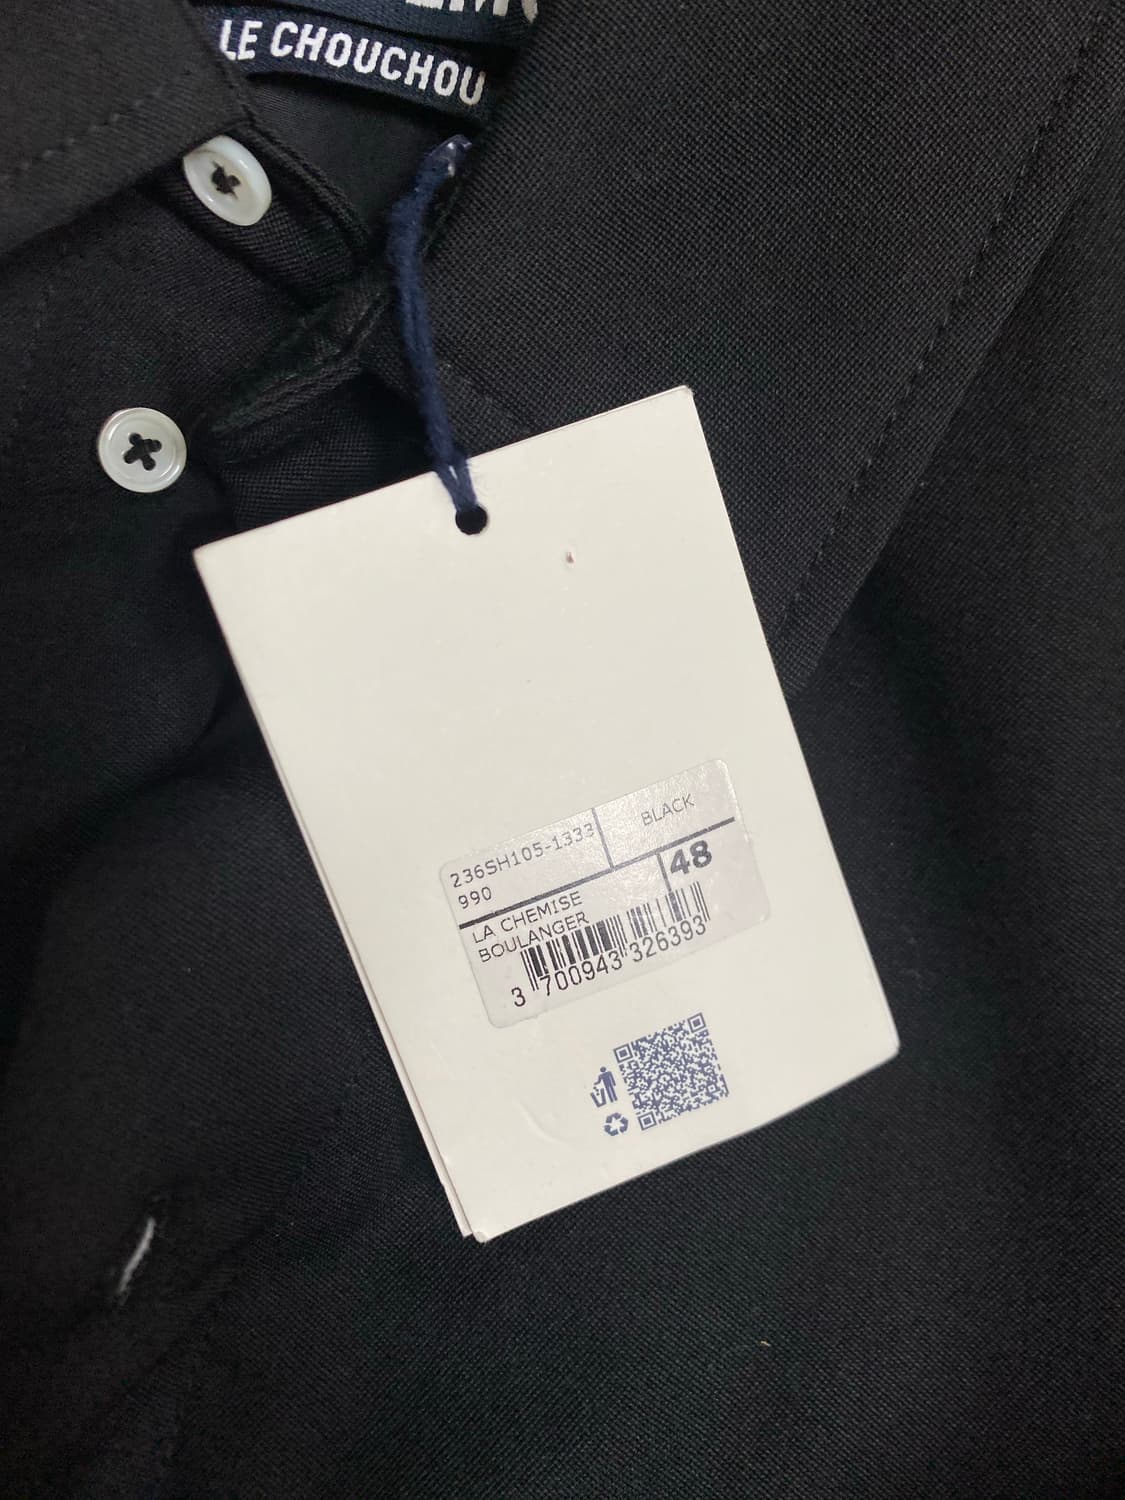 LE CHOUCHOU
236SH105-1333
990
BLACK
48
LA CHEMISE
BOULANGER
3 700943 326393